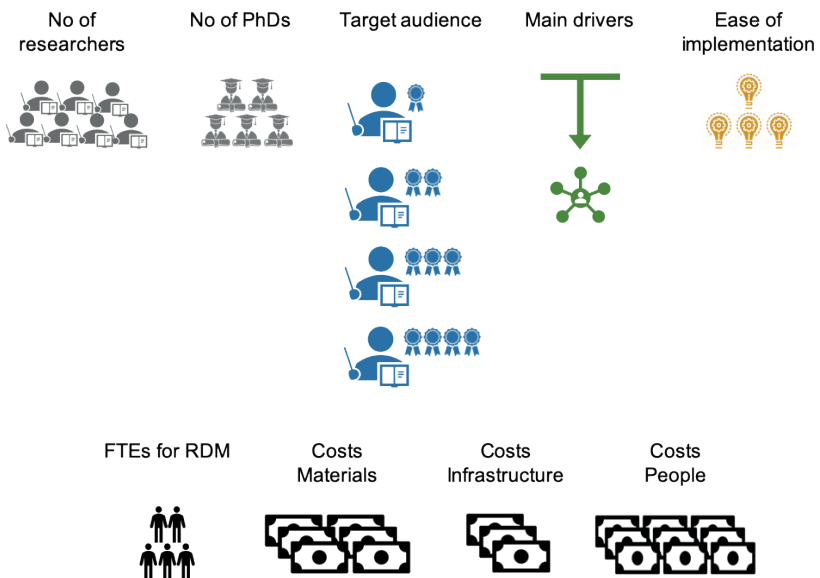 No of
researchers
No of PhDs
Target audience
Main drivers
Ease of
implementation
FTEs for RDM
Costs
Materials
Costs
Infrastructure
Costs
People